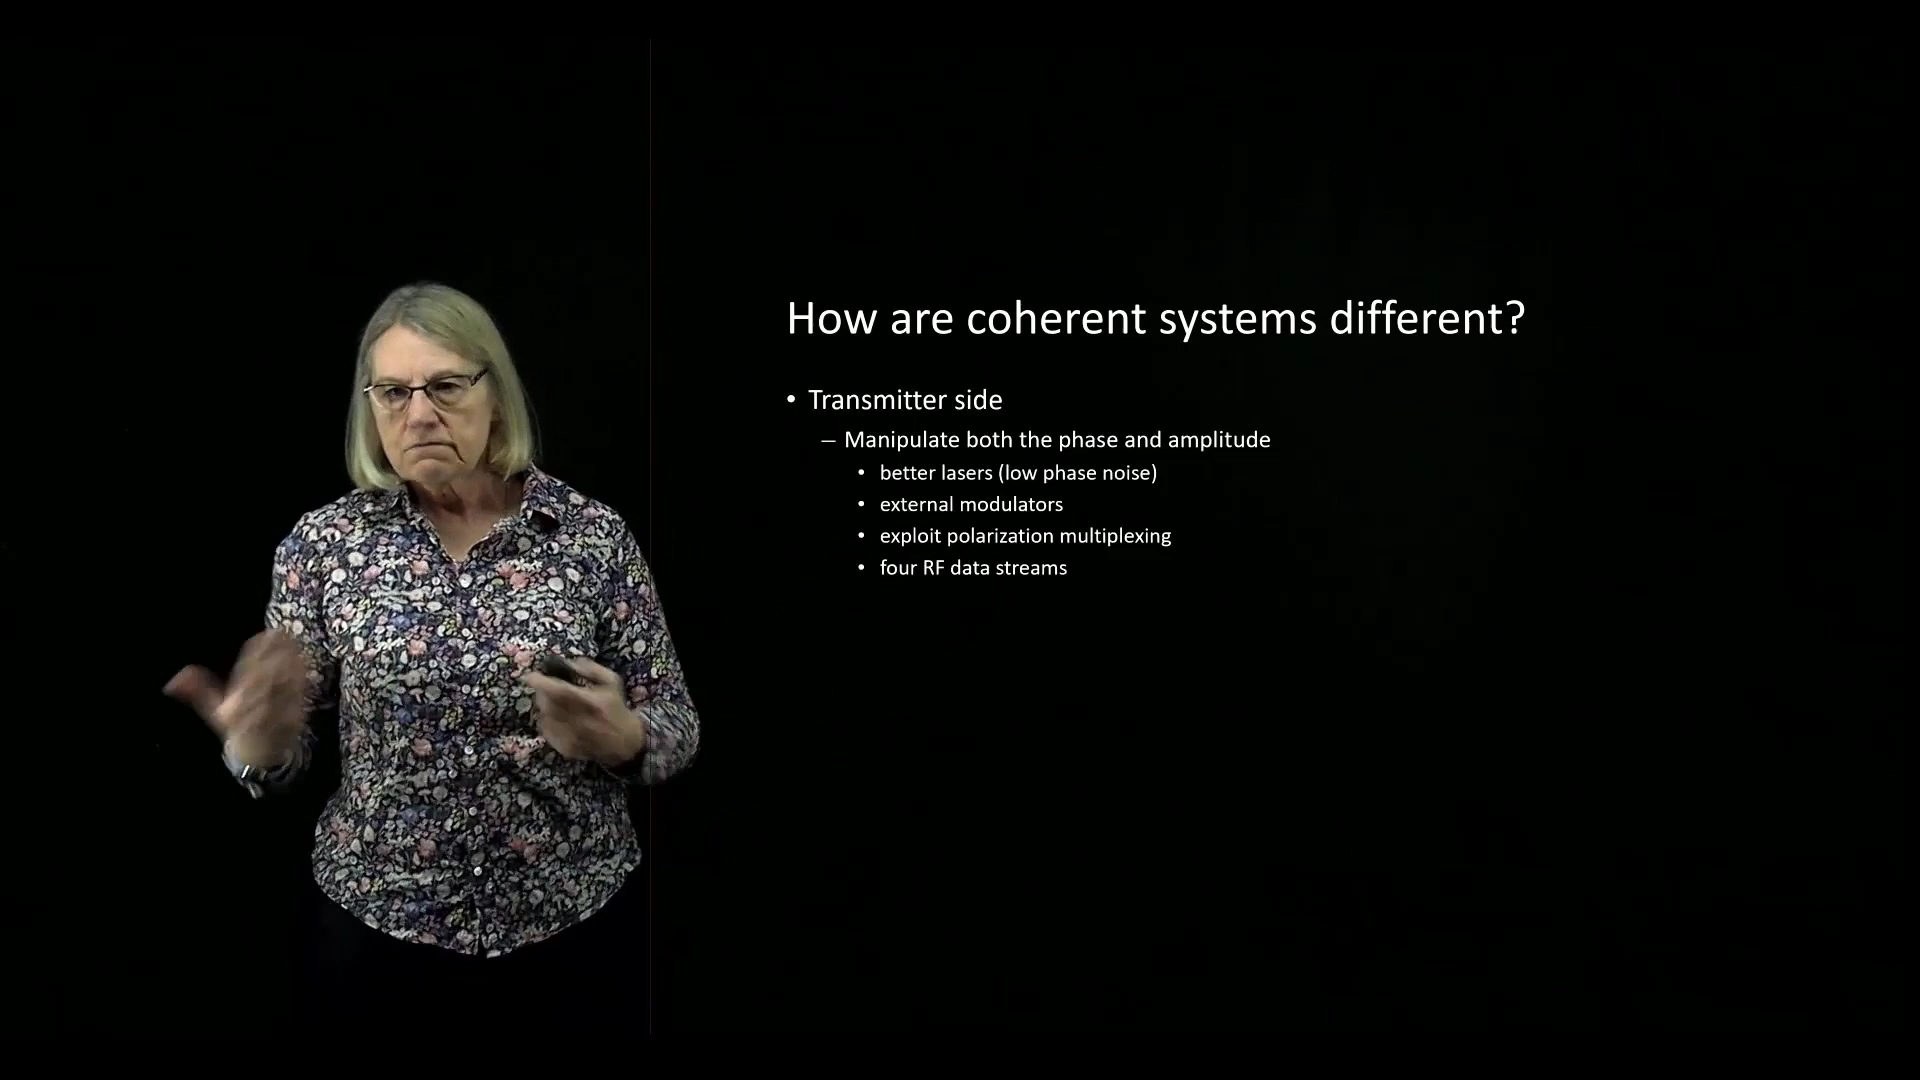 How are coherent systems different?
• Transmitter side
– Manipulate both the phase and amplitude
• better lasers (low phase noise)
• external modulators
• exploit polarization multiplexing
• four RF data streams